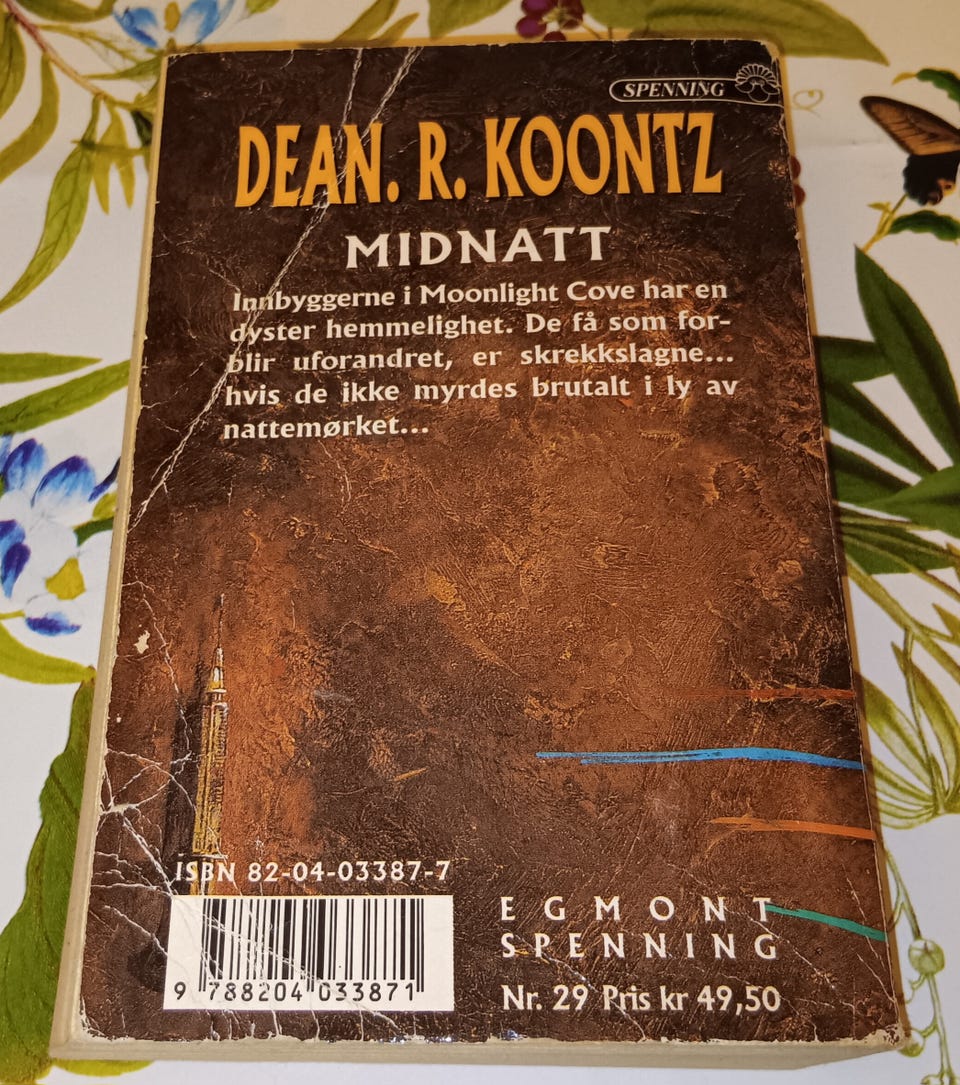 SPENNING
DEAN. R. KOONTZ
MIDNATT
Innbyggerne i Moonlight Cove har en
dyster hemmelighet. De få som for-
blir uforandret, er skrekkslagne...
hvis de ikke myrdes brutalt i ly av
nattemørket...
ISBN 82-04-03387-7
9 788204 033871
EGMONT
SPENNING
Nr. 29 Pris kr 49,50